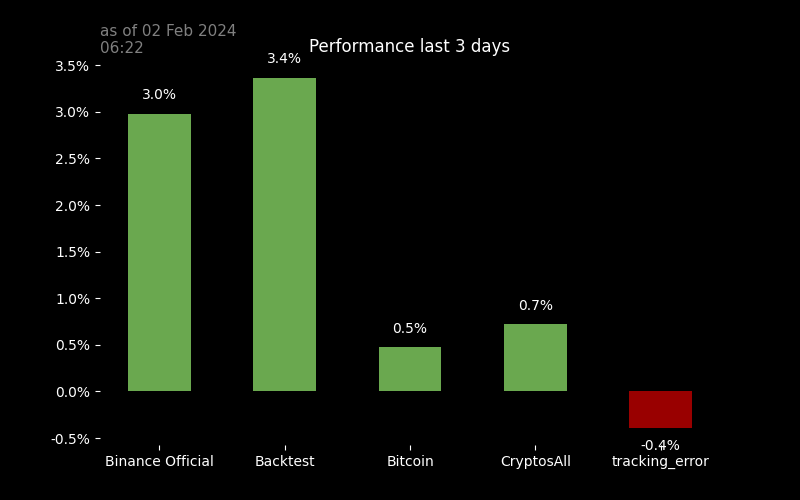 as of 02 Feb 2024
06:22
Performance last 3 days
3.5%
3.0%
2.5%
2.0%
1.5%
1.0%
0.5%
0.0%
-0.5%
3.0%
3.4%
0.5%
0.7%
-0.4%
Binance Official
Backtest
Bitcoin
CryptosAll
tracking_error